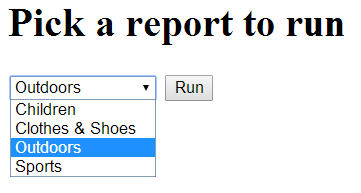 Pick a report to run
Outdoors Run
Children
Clothes & Shoes
Outdoors
Sports